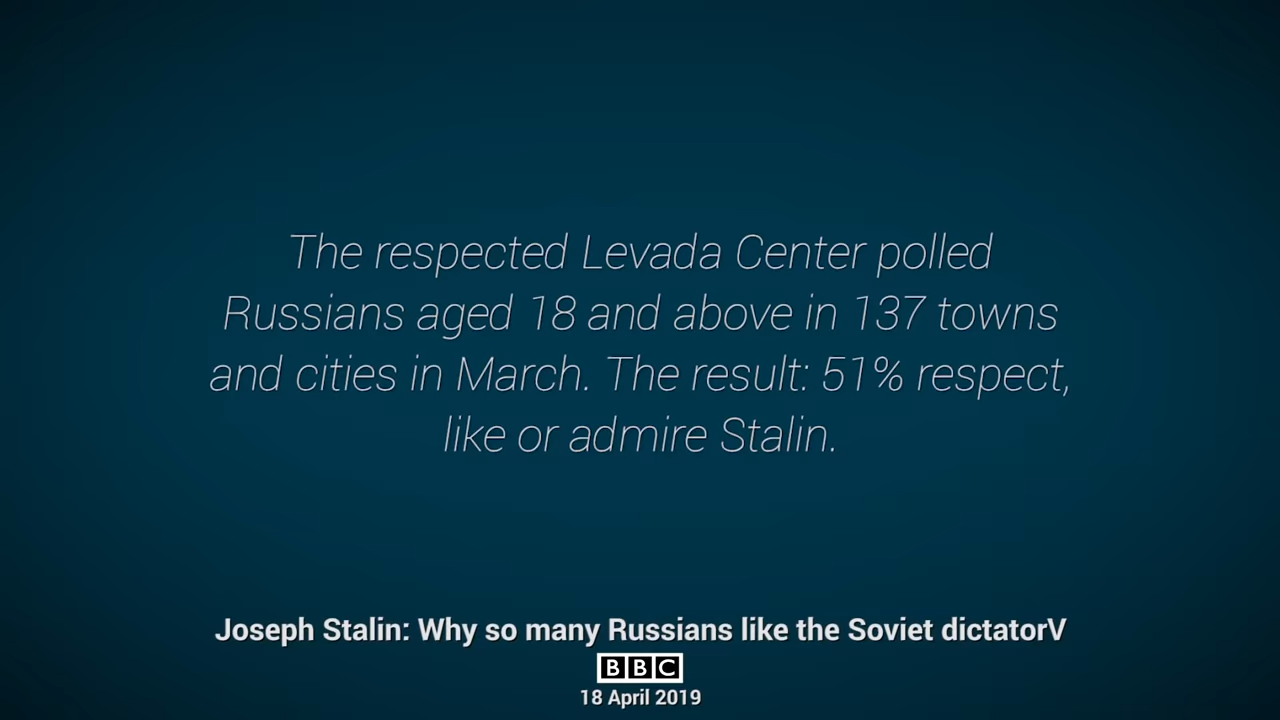 The respected Levada Center polled
Russians aged 18 and above in 137 towns
and cities in March. The result: 51% respect,
like or admire Stalin.
Joseph Stalin: Why so many Russians like the Soviet dictatorV
BBC
18 April 2019